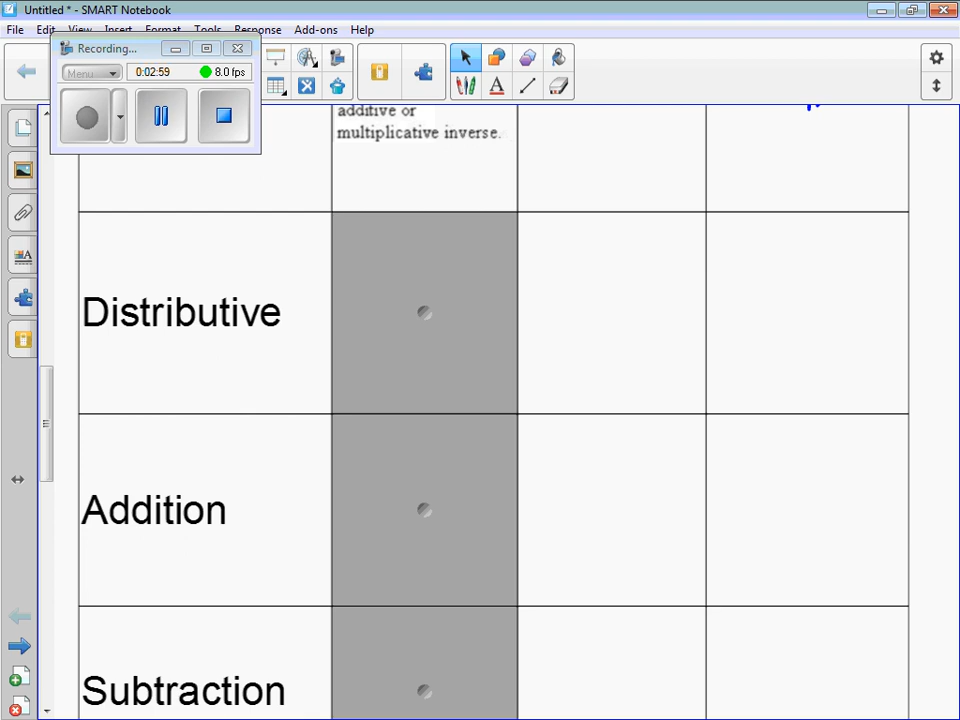 Untitled * - SMART Notebook
File Edit View Insert Format Tools Response Add-ons Help
Recording...
Menu 0:02:59 8.0 fps
additive or
multiplicative inverse.
Distributive
Addition
Subtraction